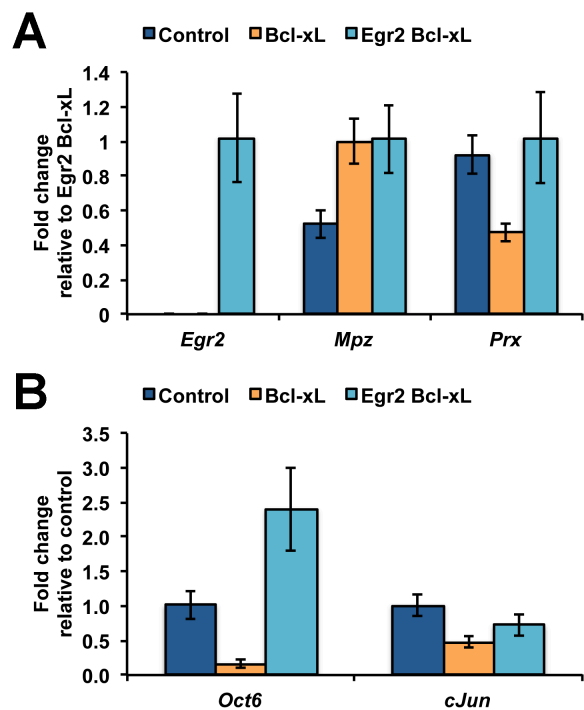 A
Control Bcl-xL Egr2 Bcl-xL
Fold change
relative to Egr2 Bcl-xL
1.4
1.2
1
0.8
0.6
0.4
0.2
0
Egr2 Mpz Prx
B
Control Bcl-xL Egr2 Bcl-xL
Fold change
relative to control
3.5
3.0
2.5
2.0
1.5
1.0
0.5
0.0
Oct6 cJun